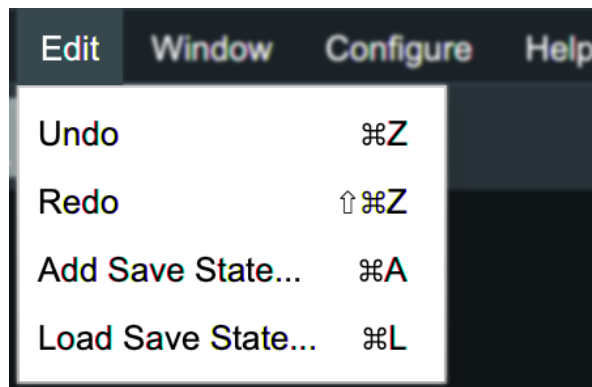 Edit Window Configure Help
Undo ⌘Z
Redo ⇧⌘Z
Add Save State... ⌘A
Load Save State... ⌘L